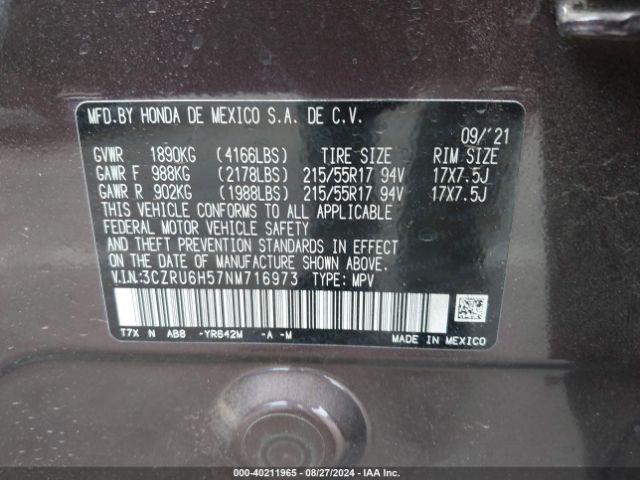 MFD.BY HONDA DE MEXICO S.A. DE C.V.
09/'21
GVWR 1890KG (4166LBS) TIRE SIZE RIM SIZE
GAWR F 988KG (2178LBS) 215/55R17 94V 17X7.5J
GAWR R 902KG (1988LBS) 215/55R17 94V 17X7.5J
THIS VEHICLE CONFORMS TO ALL APPLICABLE
FEDERAL MOTOR VEHICLE SAFETY
AND THEFT PREVENTION STANDARDS IN EFFECT
ON THE DATE OF MANUFACTURE SHOWN ABOVE.
V.I.N:3CZRU6H57NM716973 TYPE: MPV
T7X N AB8 -YR642M -A -M MADE IN MEXICO
000-40211965 - 08/27/2024 - IAA Inc.